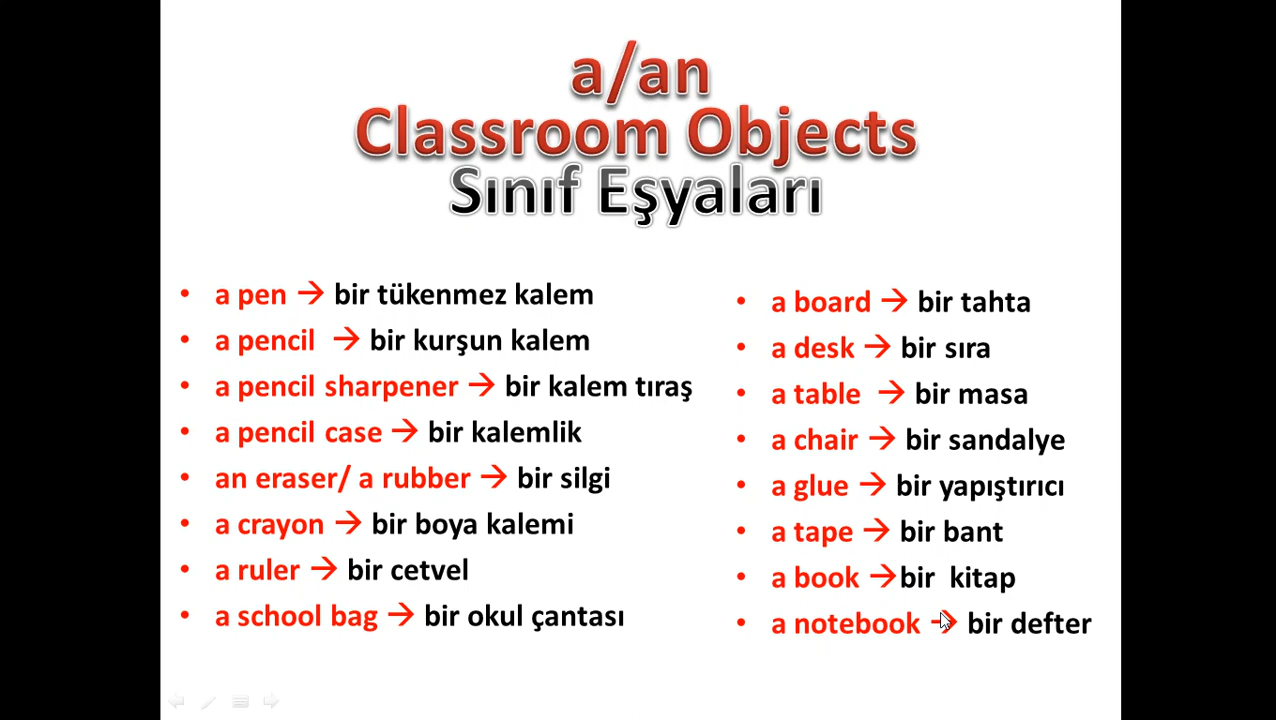 a/an
Classroom Objects
Sınıf Eşyaları
• a pen → bir tükenmez kalem
• a pencil → bir kurşun kalem
• a pencil sharpener → bir kalem tıraş
• a pencil case → bir kalemlik
• an eraser/ a rubber → bir silgi
• a crayon → bir boya kalemi
• a ruler → bir cetvel
• a school bag → bir okul çantası
• a board → bir tahta
• a desk → bir sıra
• a table → bir masa
• a chair → bir sandalye
• a glue → bir yapıştırıcı
• a tape → bir bant
• a book →bir kitap
• a notebook → bir defter